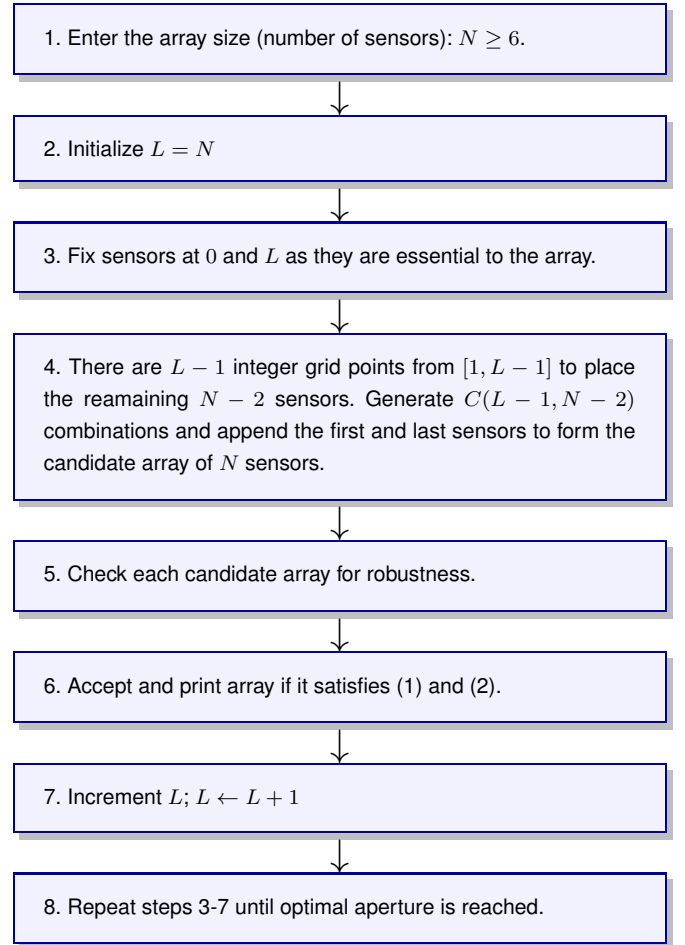 1. Enter the array size (number of sensors): N ≥ 6.
2. Initialize L = N
3. Fix sensors at 0 and L as they are essential to the array.
4. There are L − 1 integer grid points from [1, L − 1] to place
the reamaining N − 2 sensors. Generate C(L − 1, N − 2)
combinations and append the first and last sensors to form the
candidate array of N sensors.
5. Check each candidate array for robustness.
6. Accept and print array if it satisfies (1) and (2).
7. Increment L; L ← L + 1
8. Repeat steps 3-7 until optimal aperture is reached.